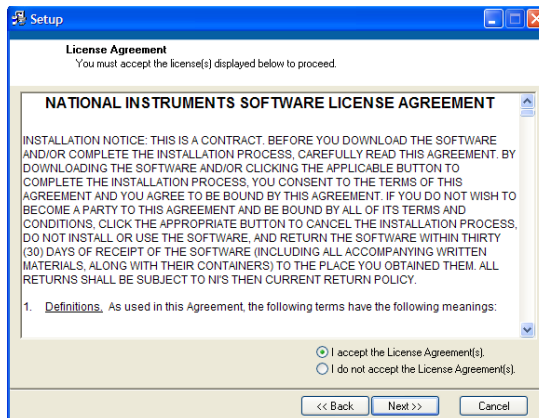 Setup
License Agreement
You must accept the license(s) displayed below to proceed.
NATIONAL INSTRUMENTS SOFTWARE LICENSE AGREEMENT
INSTALLATION NOTICE: THIS IS A CONTRACT. BEFORE YOU DOWNLOAD THE SOFTWARE
AND/OR COMPLETE THE INSTALLATION PROCESS, CAREFULLY READ THIS AGREEMENT. BY
DOWNLOADING THE SOFTWARE AND/OR CLICKING THE APPLICABLE BUTTON TO
COMPLETE THE INSTALLATION PROCESS, YOU CONSENT TO THE TERMS OF THIS
AGREEMENT AND YOU AGREE TO BE BOUND BY THIS AGREEMENT. IF YOU DO NOT WISH TO
BECOME A PARTY TO THIS AGREEMENT AND BE BOUND BY ALL OF ITS TERMS AND
CONDITIONS, CLICK THE APPROPRIATE BUTTON TO CANCEL THE INSTALLATION PROCESS,
DO NOT INSTALL OR USE THE SOFTWARE, AND RETURN THE SOFTWARE WITHIN THIRTY
(30) DAYS OF RECEIPT OF THE SOFTWARE (INCLUDING ALL ACCOMPANYING WRITTEN
MATERIALS, ALONG WITH THEIR CONTAINERS) TO THE PLACE YOU OBTAINED THEM. ALL
RETURNS SHALL BE SUBJECT TO NI'S THEN CURRENT RETURN POLICY.
1. Definitions. As used in this Agreement, the following terms have the following meanings:
I accept the License Agreement(s).
I do not accept the License Agreement(s).
<< Back Next >> Cancel